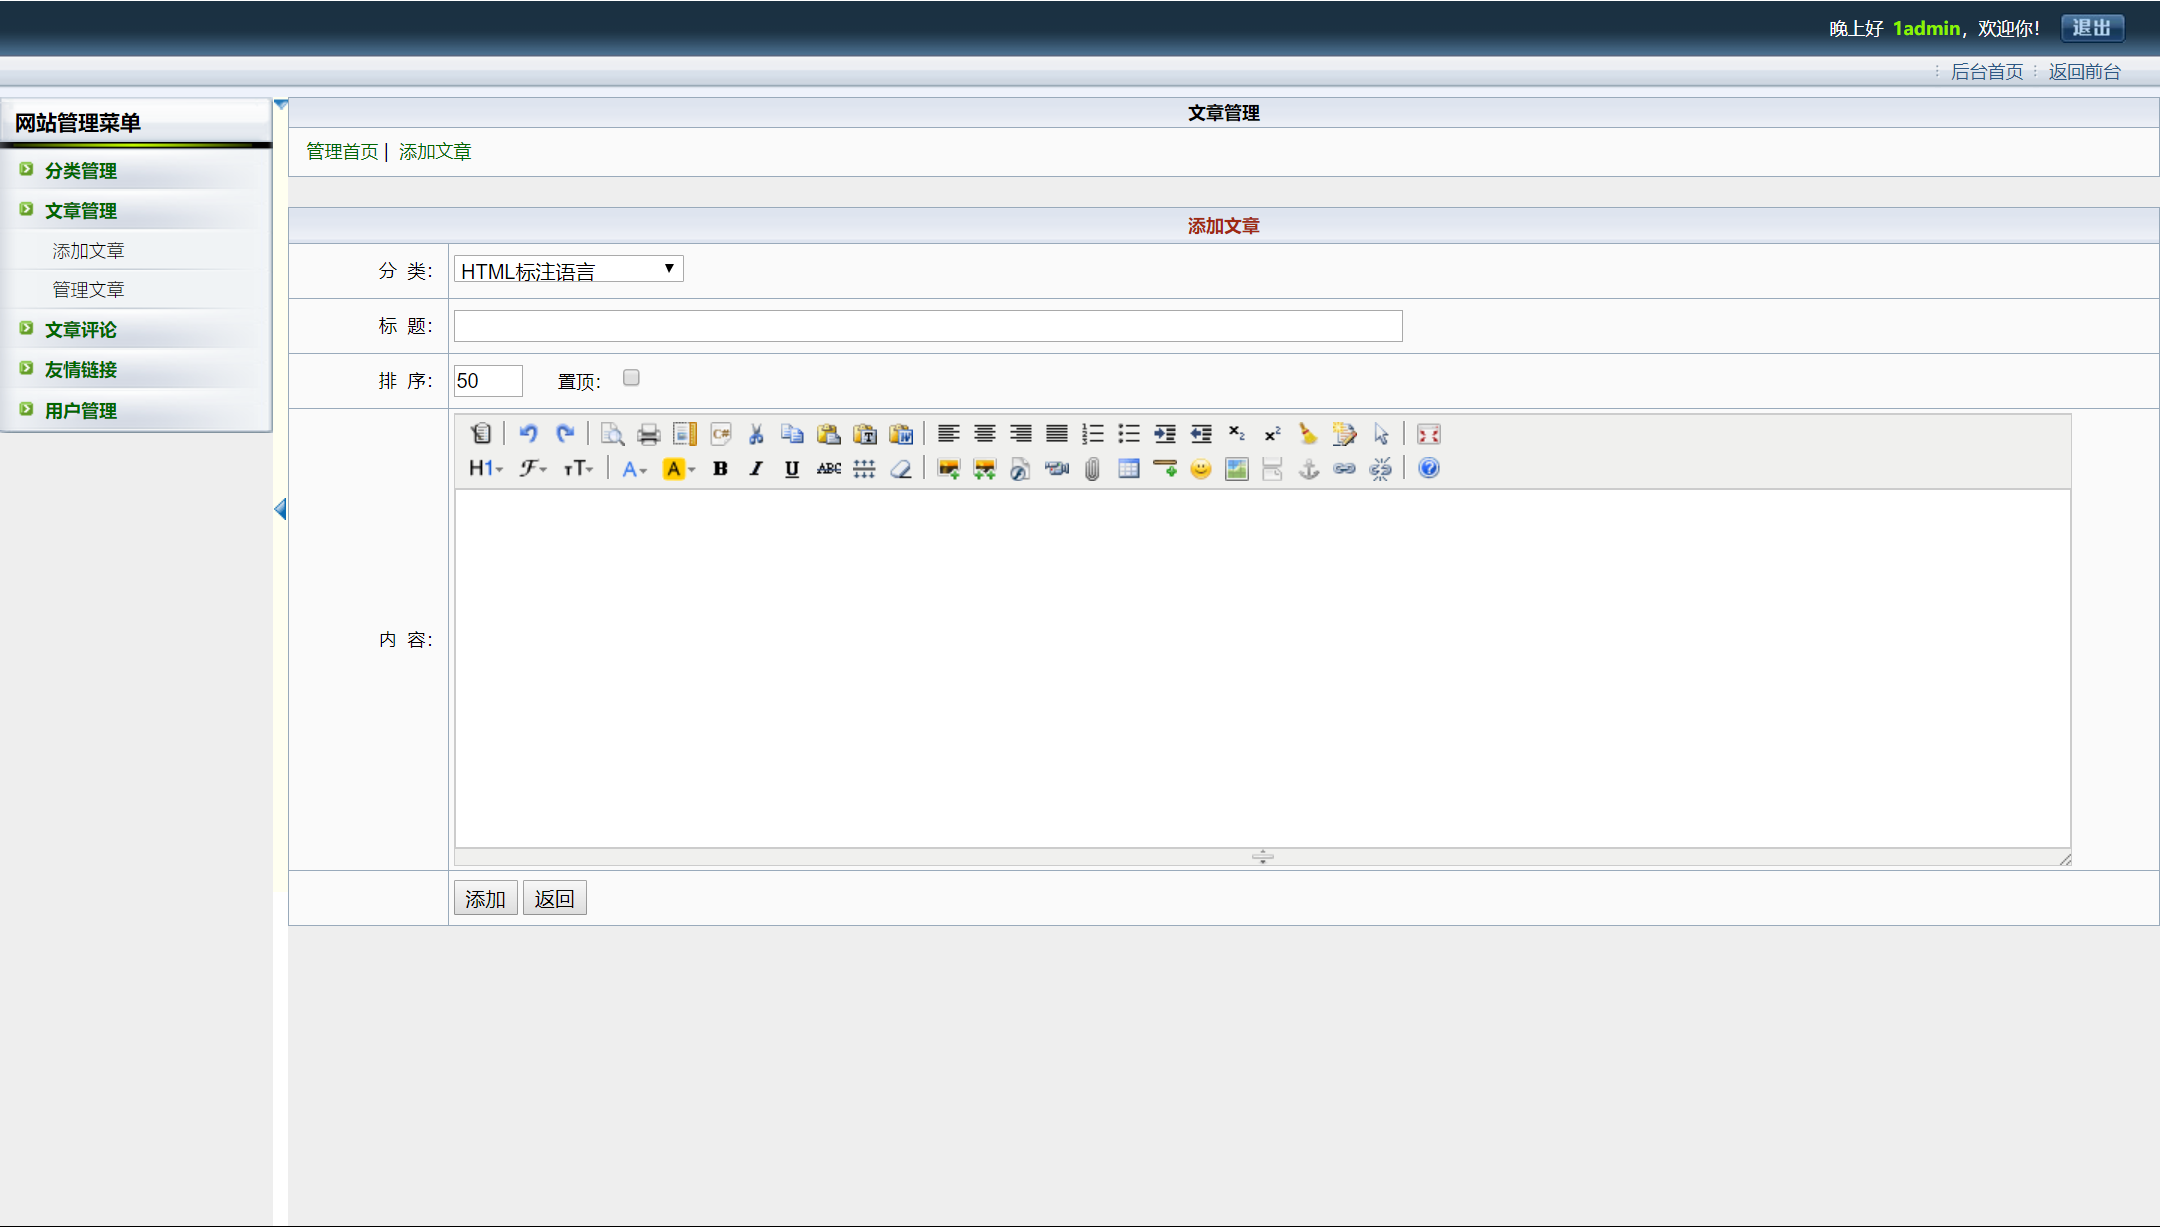 晚上好 1admin，欢迎你！ 退出
后台首页 返回前台
网站管理菜单
分类管理
文章管理
添加文章
管理文章
文章评论
友情链接
用户管理
文章管理
管理首页 | 添加文章
添加文章
分 类： HTML标注语言
标 题：
排 序： 50 置顶：
内 容：
H1 F TT A A B I U ABC
添加 返回